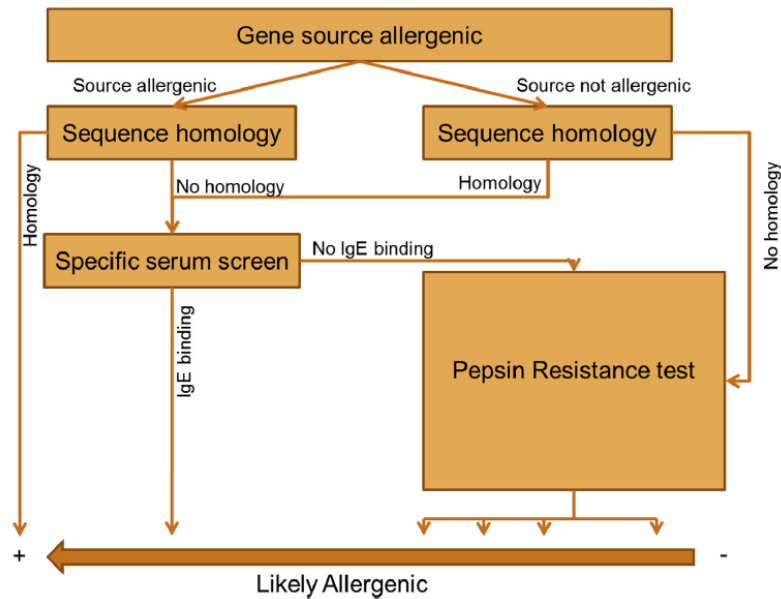 Gene source allergenic
Source allergenic
Source not allergenic
Sequence homology
Sequence homology
No homology
Homology
Homology
No homology
Specific serum screen
No IgE binding
IgE binding
Pepsin Resistance test
+
-
Likely Allergenic